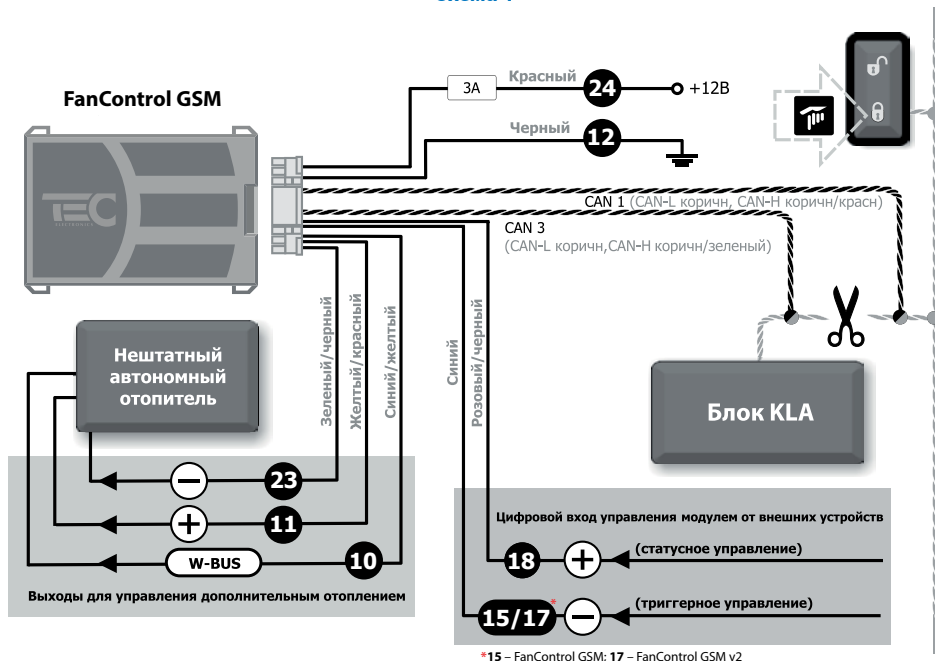 FanControl GSM
TEC
ELECTRONICS
3А
Красный
24
+12В
Черный
12
CAN 1 (CAN-L коричн, CAN-H коричн/красн)
CAN 3
(CAN-L коричн,CAN-H коричн/зеленый)
Нештатный
автономный
отопитель
Зеленый/черный
Желтый/красный
Синий/желтый
Синий
Розовый/черный
Блок KLA
23
11
W-BUS
10
Выходы для управления дополнительным отоплением
Цифровой вход управления модулем от внешних устройств
18
(статусное управление)
15/17*
(триггерное управление)
*15 – FanControl GSM; 17 – FanControl GSM v2